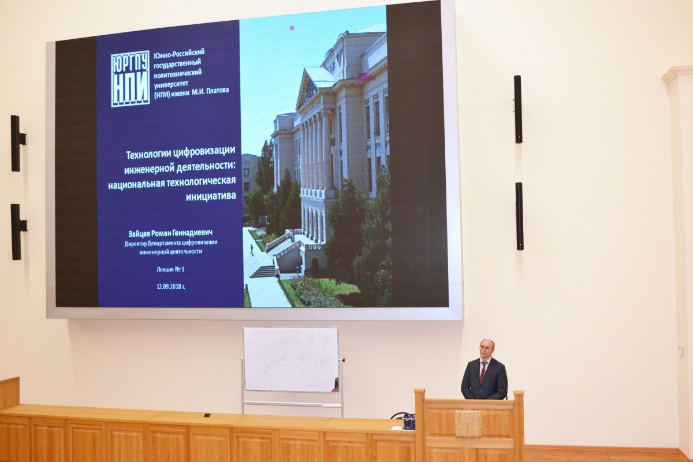 ЮРГПУ
НПИ
Южно-Российский
государственный
политехнический
университет
(НПИ) имени М.И. Платова
Технологии цифровизации
инженерной деятельности:
национальная технологическая
инициатива
Зайцев Роман Геннадиевич
Директор Департамента цифровизации
инженерной деятельности
Лекция № 1
12.09.2018 г.